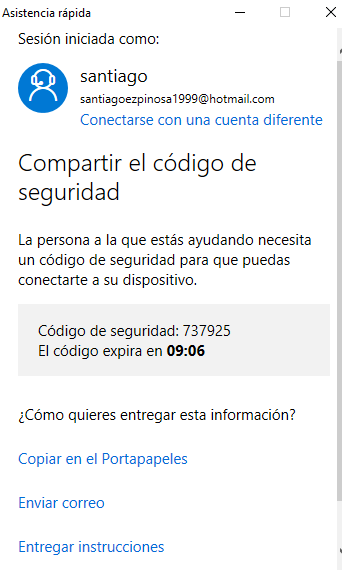 Asistencia rápida
Sesión iniciada como:
santiago
santiagoezpinosa1999@hotmail.com
Conectarse con una cuenta diferente
Compartir el código de
seguridad
La persona a la que estás ayudando necesita
un código de seguridad para que puedas
conectarte a su dispositivo.
Código de seguridad: 737925
El código expira en 09:06
¿Cómo quieres entregar esta información?
Copiar en el Portapapeles
Enviar correo
Entregar instrucciones